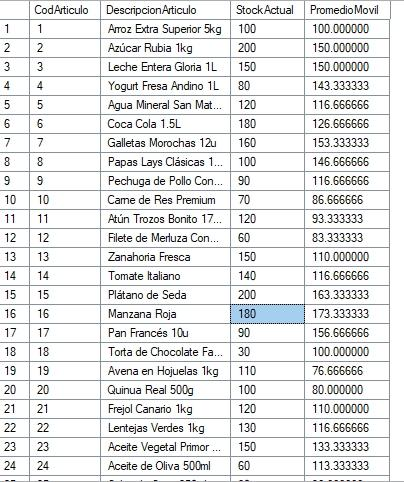 CodArticulo DescripcionArticulo StockActual PromedioMovil
1 1 Arroz Extra Superior 5kg 100 100.000000
2 2 Azúcar Rubia 1kg 200 150.000000
3 3 Leche Entera Gloria 1L 150 150.000000
4 4 Yogurt Fresa Andino 1L 80 143.333333
5 5 Agua Mineral San Mat... 120 116.666666
6 6 Coca Cola 1.5L 180 126.666666
7 7 Galletas Morochas 12u 160 153.333333
8 8 Papas Lays Clásicas 1... 100 146.666666
9 9 Pechuga de Pollo Con... 90 116.666666
10 10 Carne de Res Premium 70 86.666666
11 11 Atún Trozos Bonito 17... 120 93.333333
12 12 Filete de Merluza Con... 60 83.333333
13 13 Zanahoria Fresca 150 110.000000
14 14 Tomate Italiano 140 116.666666
15 15 Plátano de Seda 200 163.333333
16 16 Manzana Roja 180 173.333333
17 17 Pan Francés 10u 90 156.666666
18 18 Torta de Chocolate Fa... 30 100.000000
19 19 Avena en Hojuelas 1kg 110 76.666666
20 20 Quinua Real 500g 100 80.000000
21 21 Frejol Canario 1kg 120 110.000000
22 22 Lentejas Verdes 1kg 130 116.666666
23 23 Aceite Vegetal Primor ... 150 133.333333
24 24 Aceite de Oliva 500ml 60 113.333333